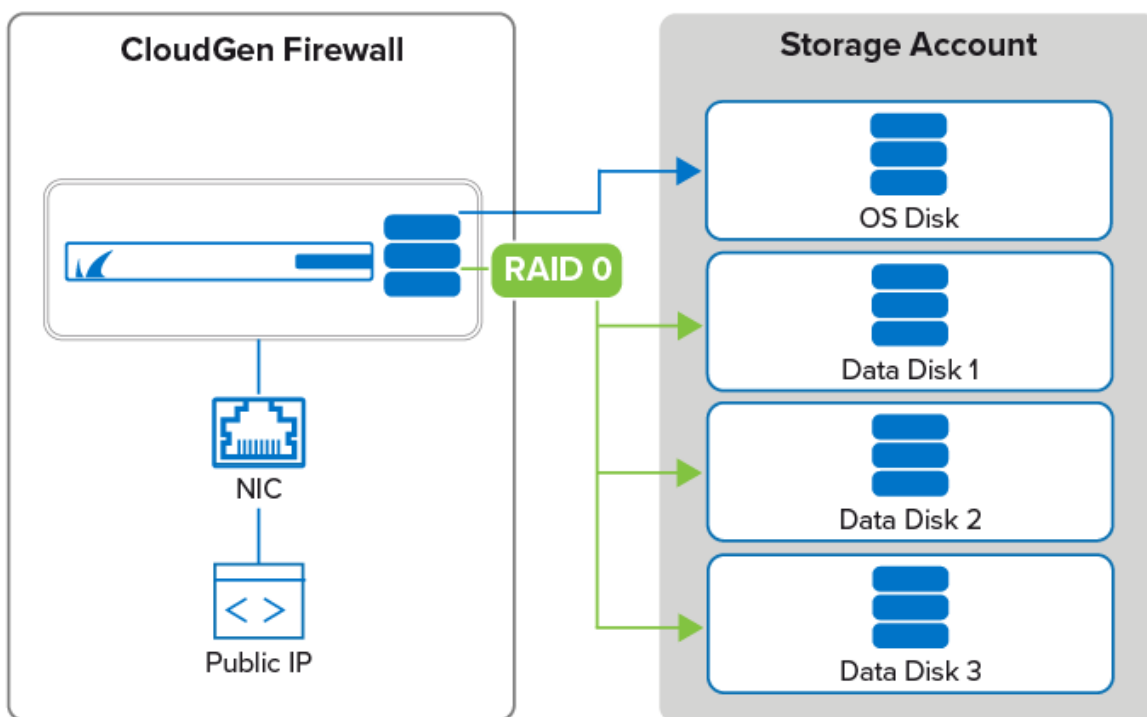 CloudGen Firewall
Storage Account
OS Disk
RAID 0
Data Disk 1
NIC
Data Disk 2
Public IP
Data Disk 3